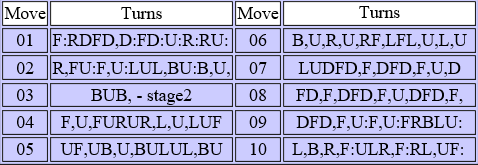 Move Turns Move Turns
01 F:RDFD,D:FD:U:R:RU: 06 B,U,R,U,RF,LFL,U,L,U
02 R,FU:F,U:LUL,BU:B,U, 07 LUDFD,F,DFD,F,U,D
03 BUB, - stage2 08 FD,F,DFD,F,U,DFD,F,
04 F,U,FURUR,L,U,LUF 09 DFD,F,U:F,U:FRBLU:
05 UF,UB,U,BULUL,BU 10 L,B,R,F:ULR,F:RL,UF: